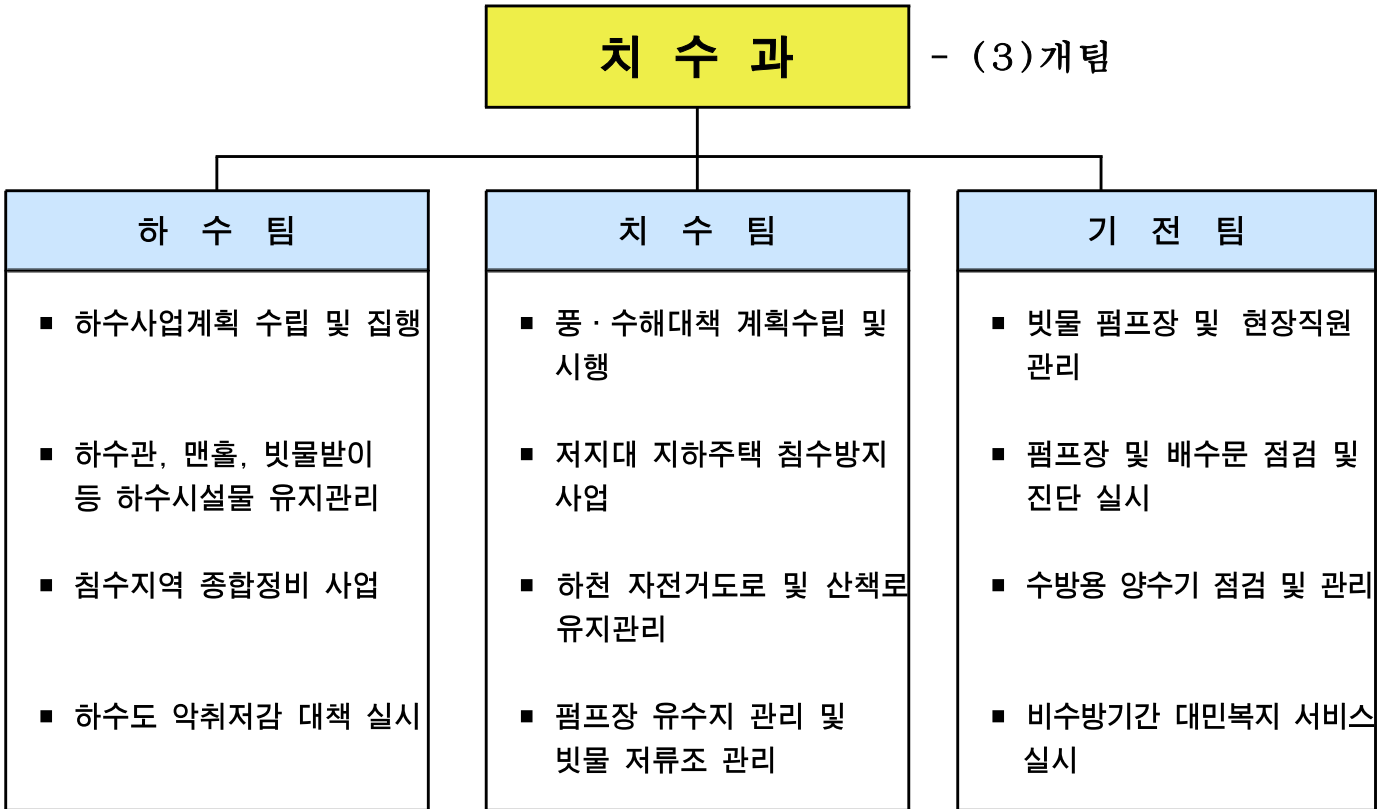 치 수 과
- (3)개팀
하 수 팀
■ 하수사업계획 수립 및 집행
■ 하수관, 맨홀, 빗물받이
등 하수시설물 유지관리
■ 침수지역 종합정비 사업
■ 하수도 악취저감 대책 실시
치 수 팀
■ 풍 · 수해대책 계획수립 및
시행
■ 저지대 지하주택 침수방지
사업
■ 하천 자전거도로 및 산책로
유지관리
■ 펌프장 유수지 관리 및
빗물 저류조 관리
기 전 팀
■ 빗물 펌프장 및 현장직원
관리
■ 펌프장 및 배수문 점검 및
진단 실시
■ 수방용 양수기 점검 및 관리
■ 비수방기간 대민복지 서비스
실시